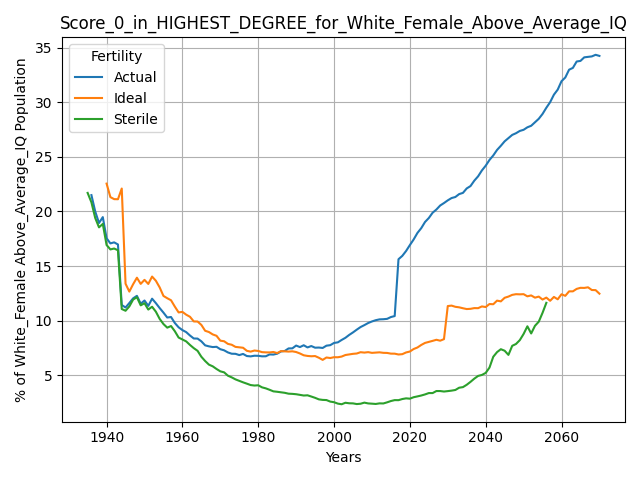 Score_0_in_HIGHEST_DEGREE_for_White_Female_Above_Average_IQ
% of White_Female Above_Average_IQ Population
35
30
25
20
15
10
5
Fertility
Actual
Ideal
Sterile
1940 1960 1980 2000 2020 2040 2060
Years